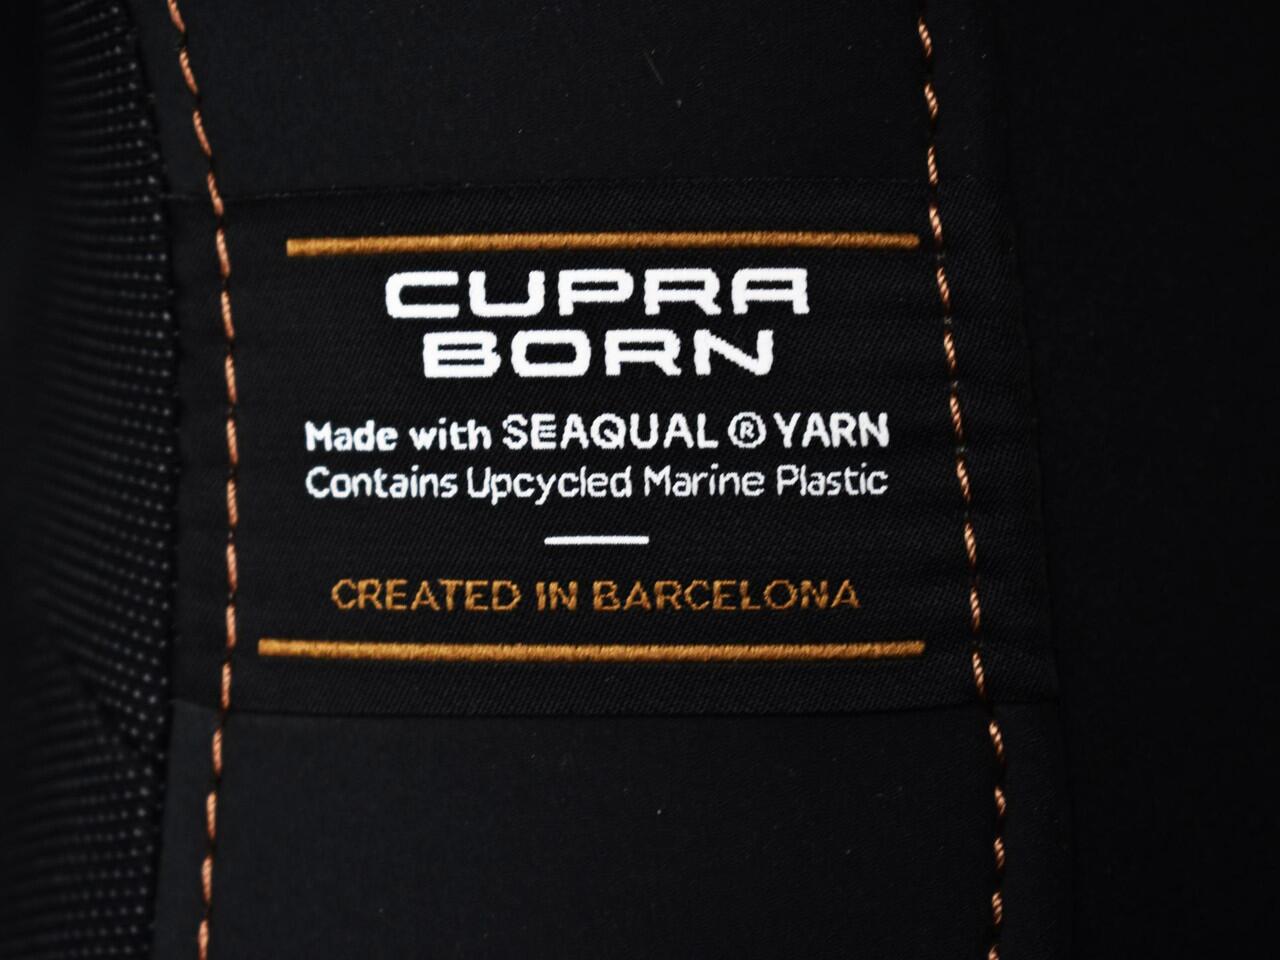 CUPRA
BORN
Made with SEAQUAL ® YARN
Contains Upcycled Marine Plastic
CREATED IN BARCELONA